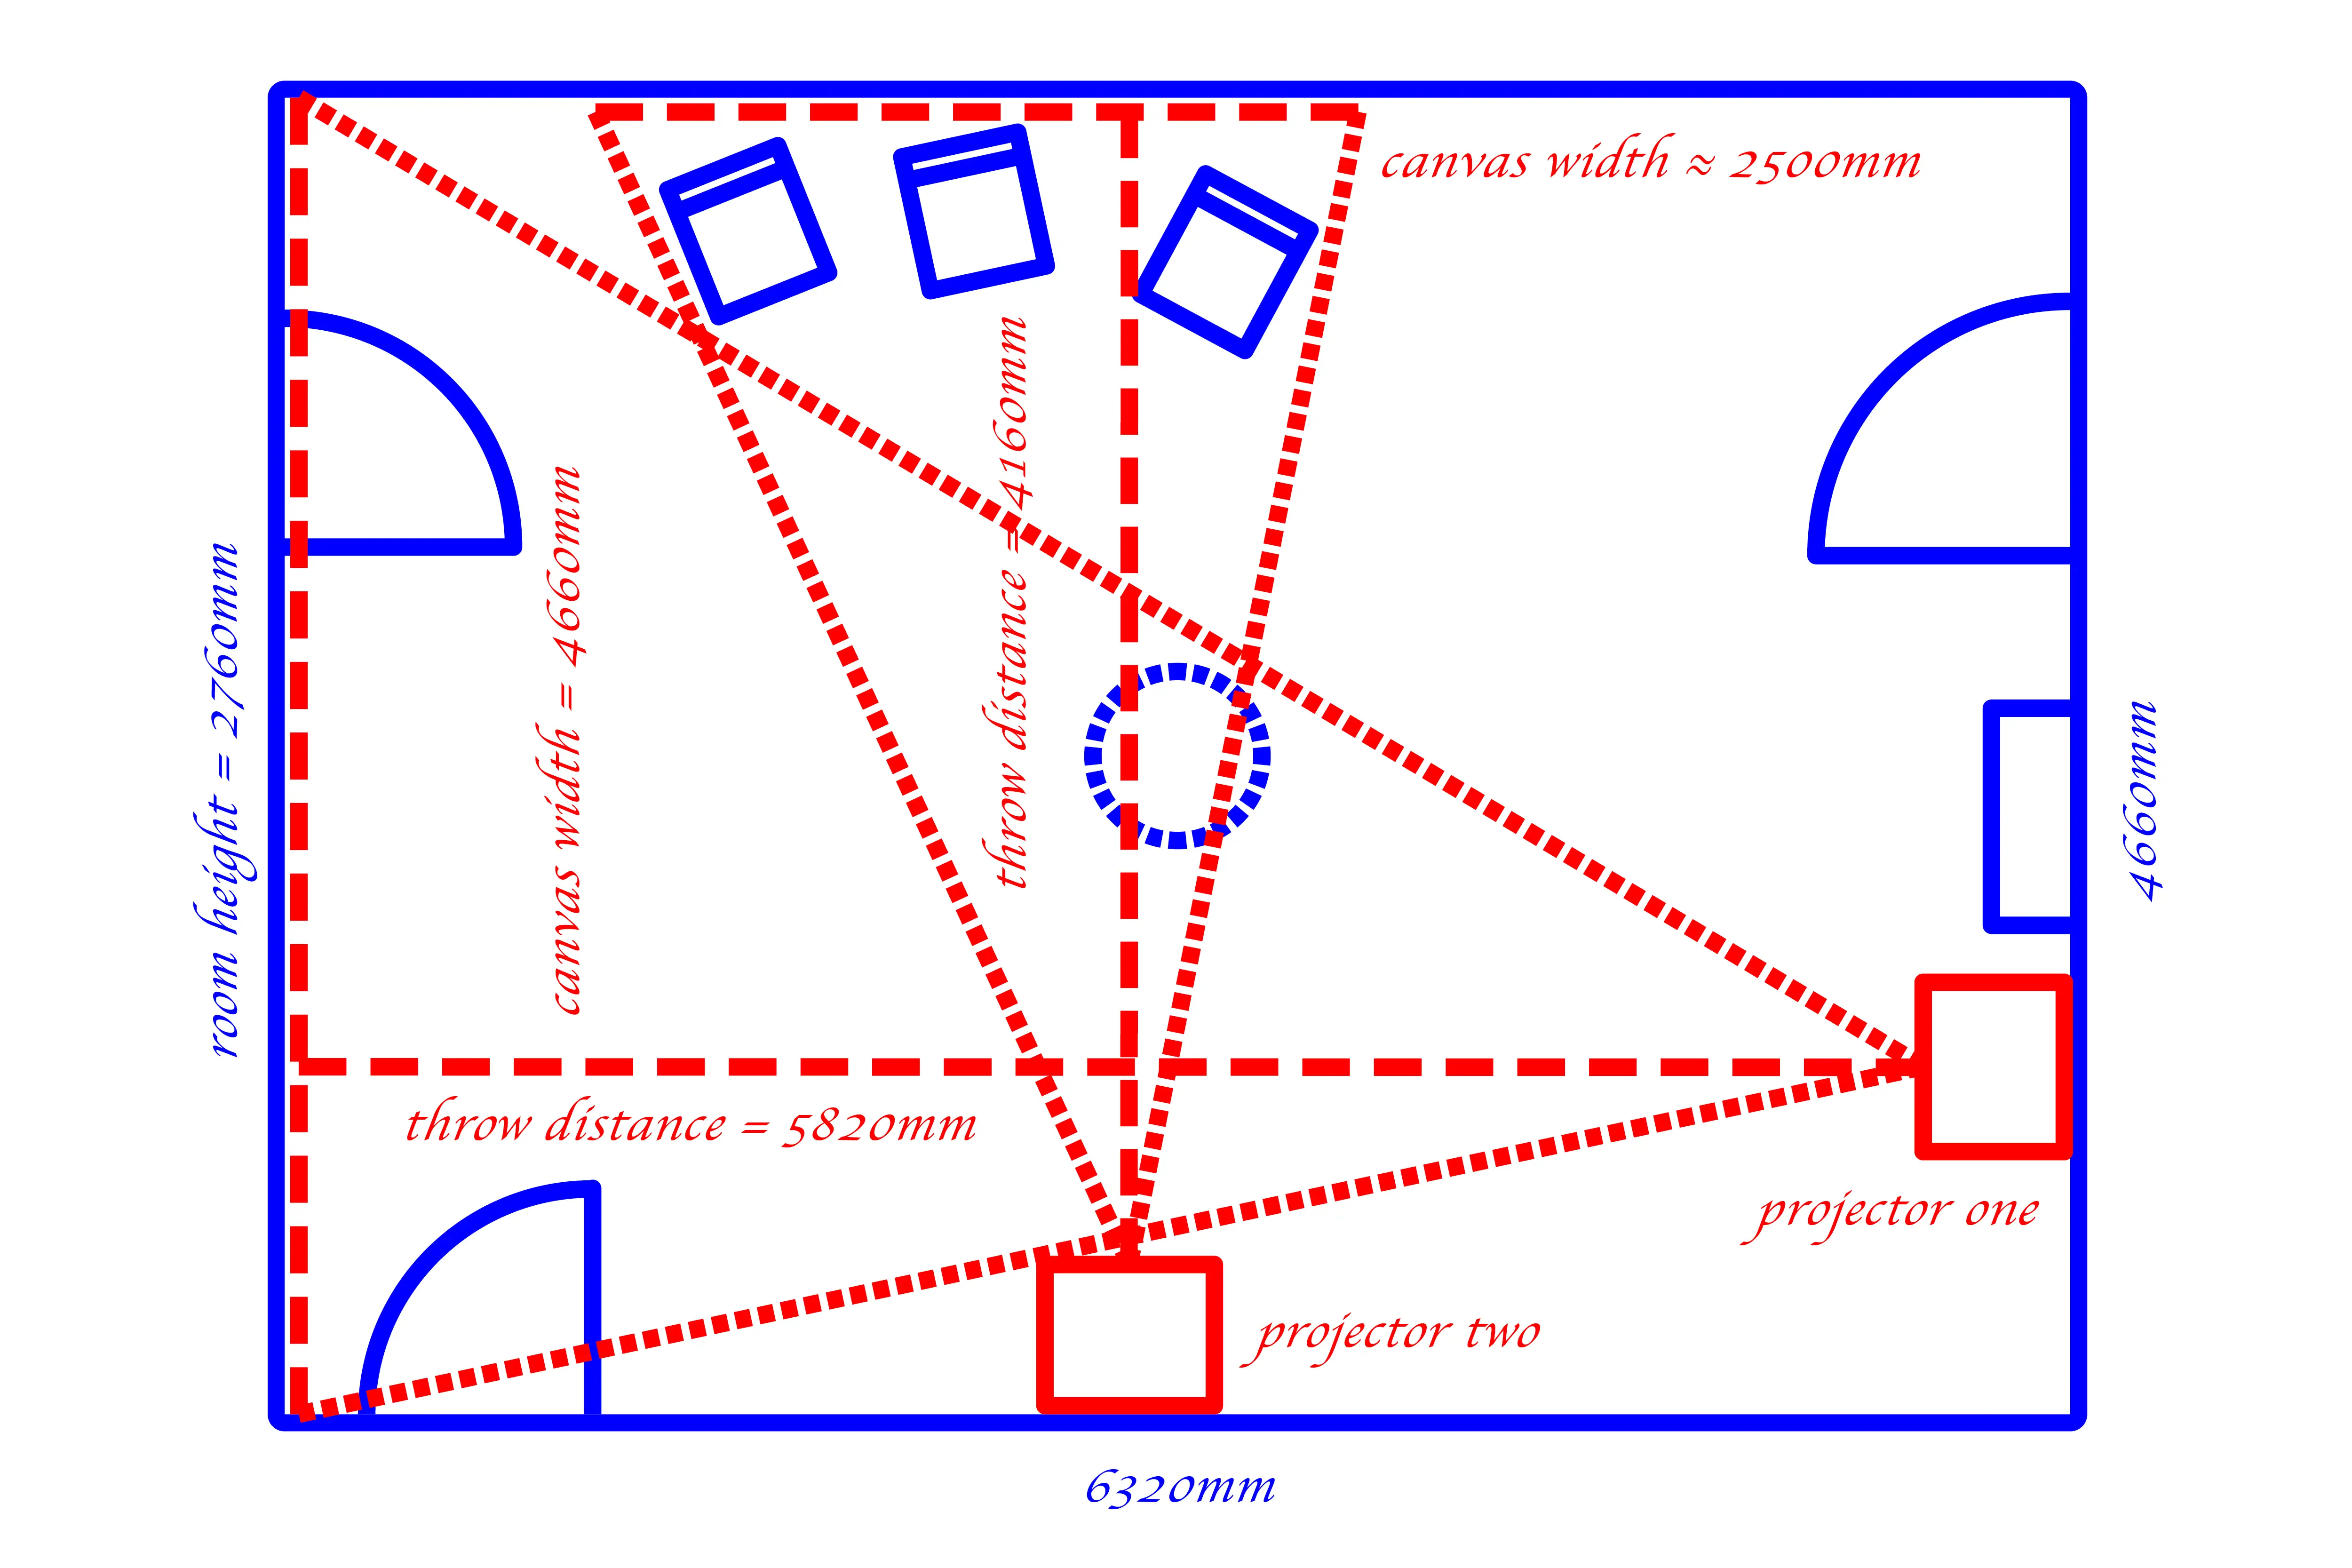 canvas width ≈ 2500mm
throw distance = 4160mm
canvas width = 4660mm
room height = 2760mm
4660mm
throw distance = 5820mm
projector one
projector two
6320mm